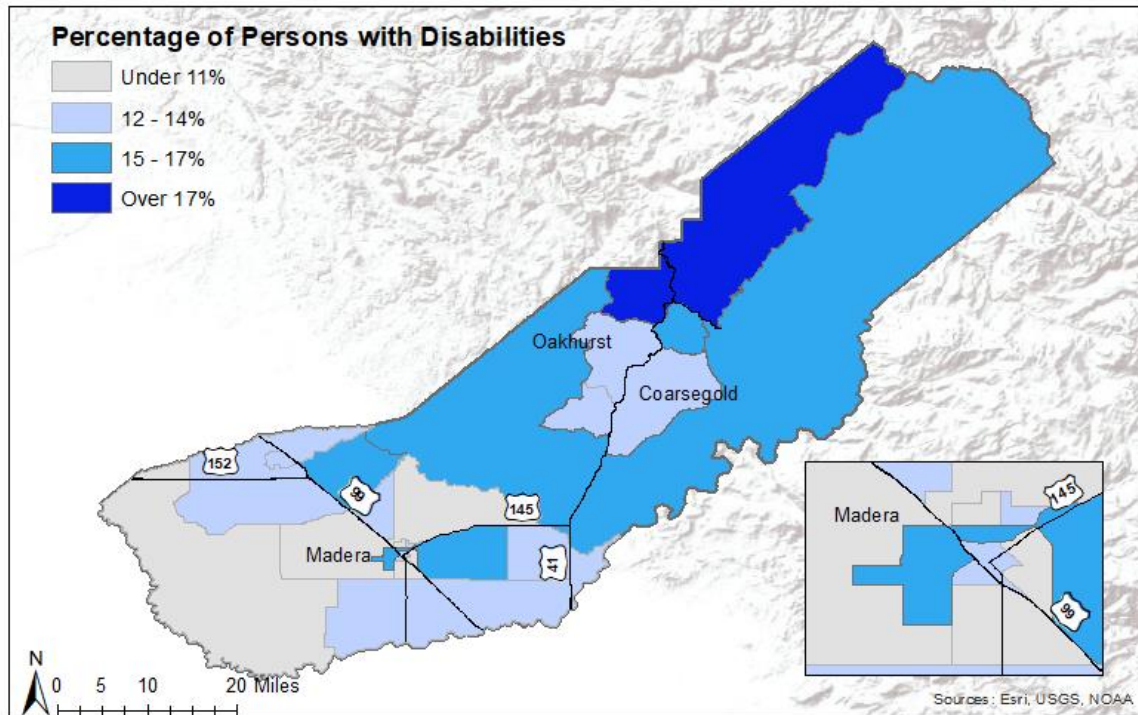 Percentage of Persons with Disabilities
Under 11%
12 - 14%
15 - 17%
Over 17%
Oakhurst
Coarsegold
152
99
145
Madera
41
145
Madera
99
N
0 5 10 20 Miles
Sources: Esri, USGS, NOAA